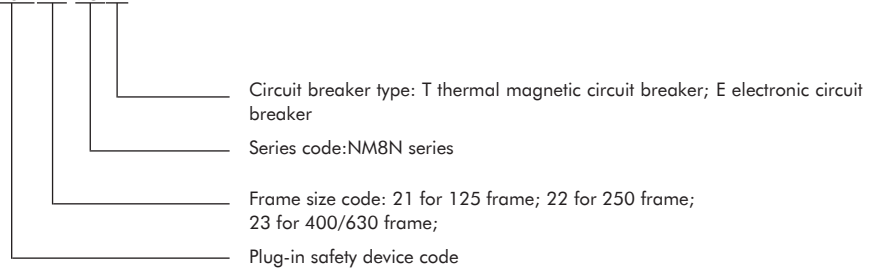 Circuit breaker type: T thermal magnetic circuit breaker; E electronic circuit
breaker
Series code:NM8N series
Frame size code: 21 for 125 frame; 22 for 250 frame;
23 for 400/630 frame;
Plug-in safety device code